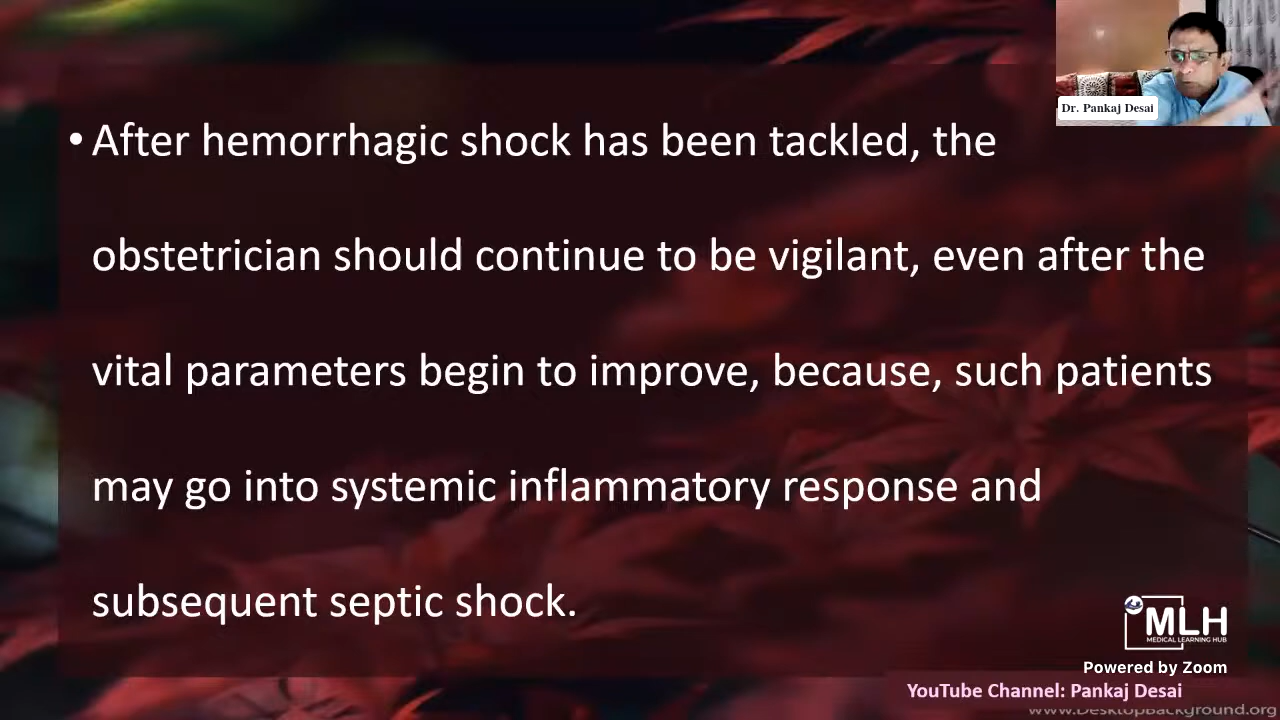 Dr. Pankaj Desai
• After hemorrhagic shock has been tackled, the
obstetrician should continue to be vigilant, even after the
vital parameters begin to improve, because, such patients
may go into systemic inflammatory response and
subsequent septic shock.
MLH
MEDICAL LEARNING HUB
Powered by Zoom
YouTube Channel: Pankaj Desai
www.DesktopBackground.org